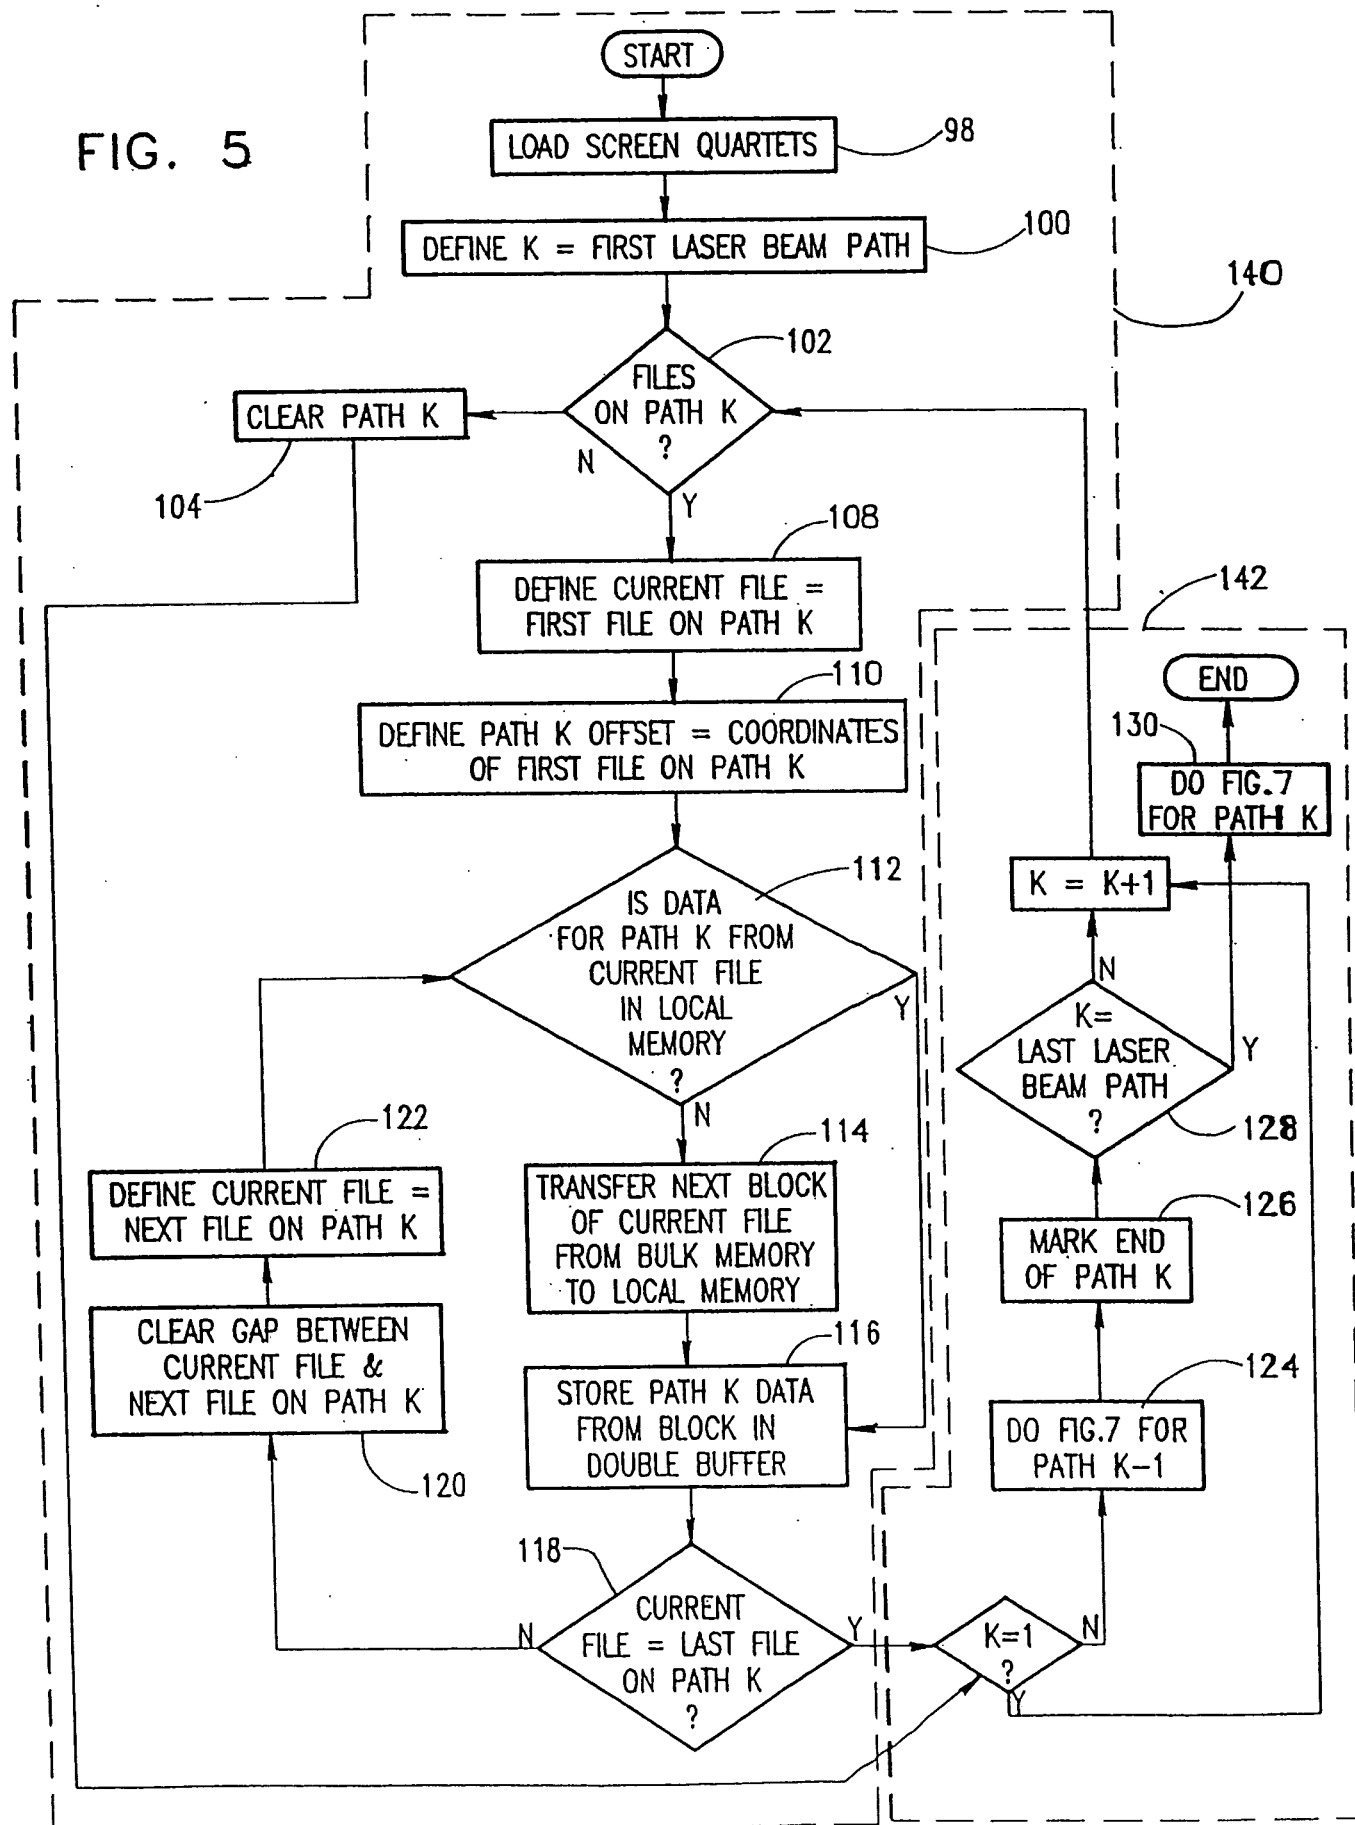 FIG. 5
START
LOAD SCREEN QUARTETS
98
DEFINE K = FIRST LASER BEAM PATH
100
140
102
FILES
ON PATH K
?
N
Y
CLEAR PATH K
104
108
DEFINE CURRENT FILE =
FIRST FILE ON PATH K
110
DEFINE PATH K OFFSET = COORDINATES
OF FIRST FILE ON PATH K
112
IS DATA
FOR PATH K FROM
CURRENT FILE
IN LOCAL
MEMORY
?
Y
N
114
TRANSFER NEXT BLOCK
OF CURRENT FILE
FROM BULK MEMORY
TO LOCAL MEMORY
116
STORE PATH K DATA
FROM BLOCK IN
DOUBLE BUFFER
118
CURRENT
FILE = LAST FILE
ON PATH K
?
N
Y
122
DEFINE CURRENT FILE =
NEXT FILE ON PATH K
CLEAR GAP BETWEEN
CURRENT FILE &
NEXT FILE ON PATH K
120
142
END
130
DO FIG.7
FOR PATH K
K = K+1
N
K=
LAST LASER
BEAM PATH
?
Y
128
126
MARK END
OF PATH K
124
DO FIG.7 FOR
PATH K-1
K=1
?
N
Y